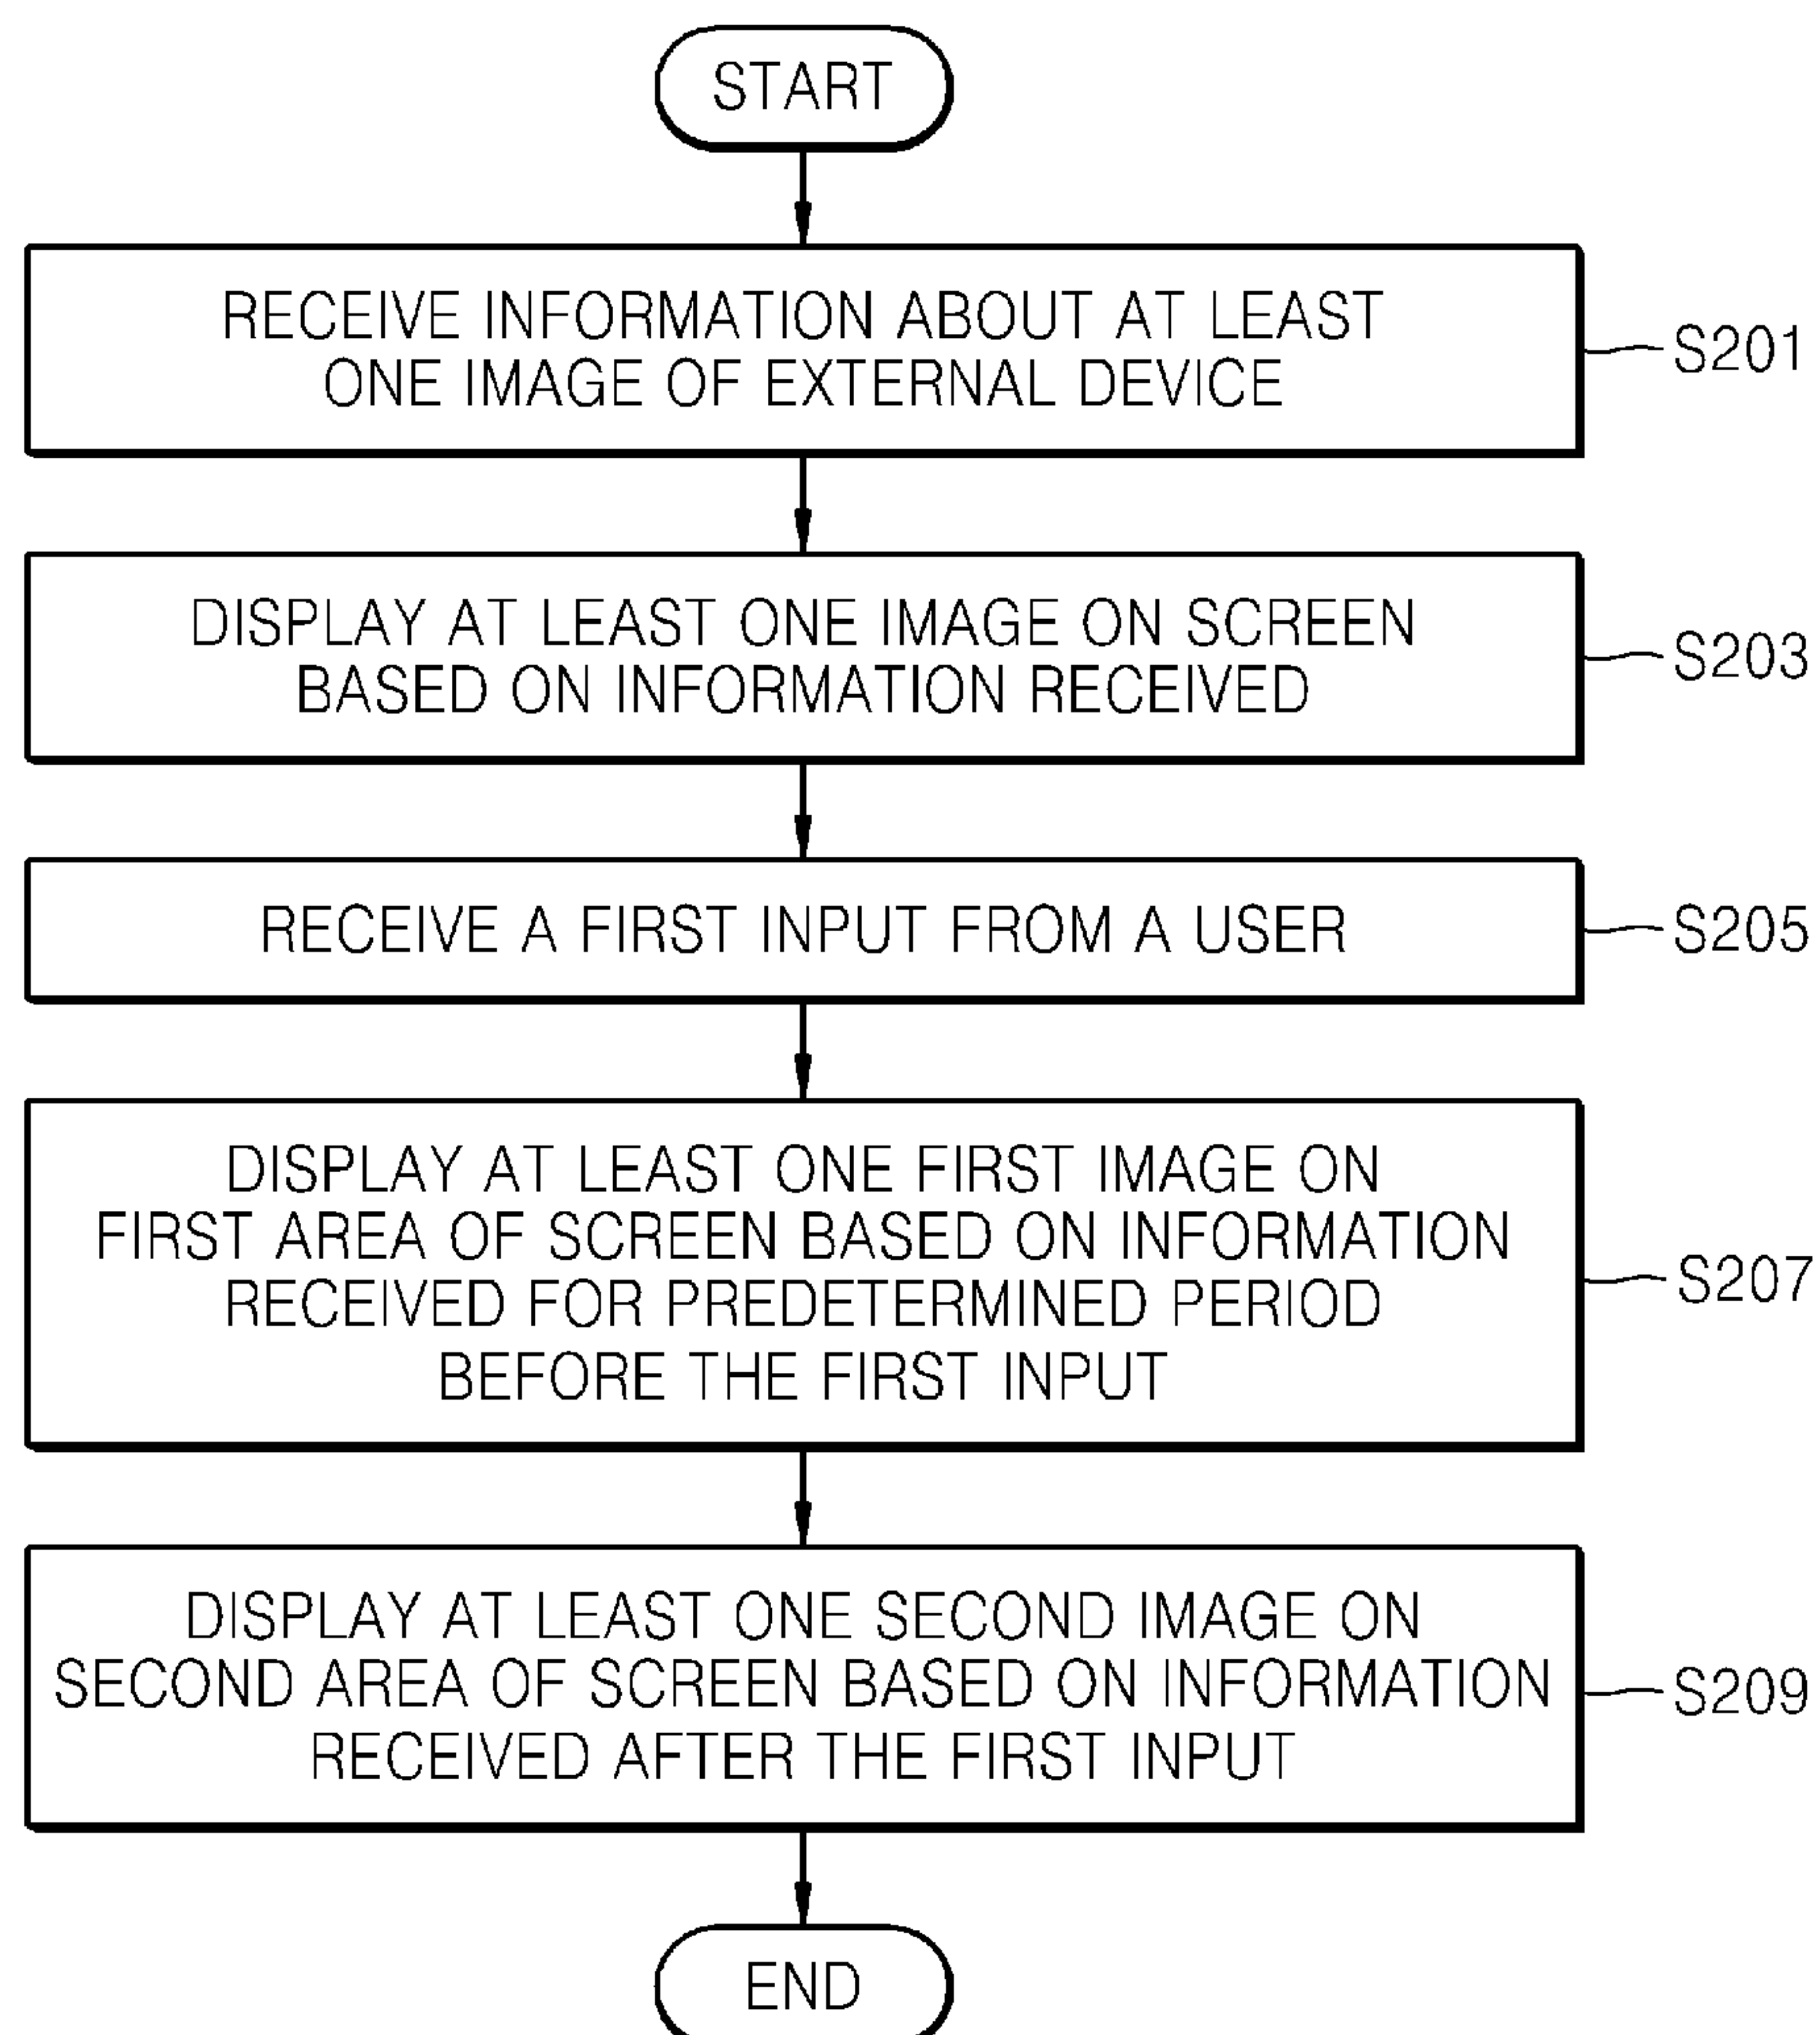 START
RECEIVE INFORMATION ABOUT AT LEAST
ONE IMAGE OF EXTERNAL DEVICE
S201
DISPLAY AT LEAST ONE IMAGE ON SCREEN
BASED ON INFORMATION RECEIVED
S203
RECEIVE A FIRST INPUT FROM A USER
S205
DISPLAY AT LEAST ONE FIRST IMAGE ON
FIRST AREA OF SCREEN BASED ON INFORMATION
RECEIVED FOR PREDETERMINED PERIOD
BEFORE THE FIRST INPUT
S207
DISPLAY AT LEAST ONE SECOND IMAGE ON
SECOND AREA OF SCREEN BASED ON INFORMATION
RECEIVED AFTER THE FIRST INPUT
S209
END